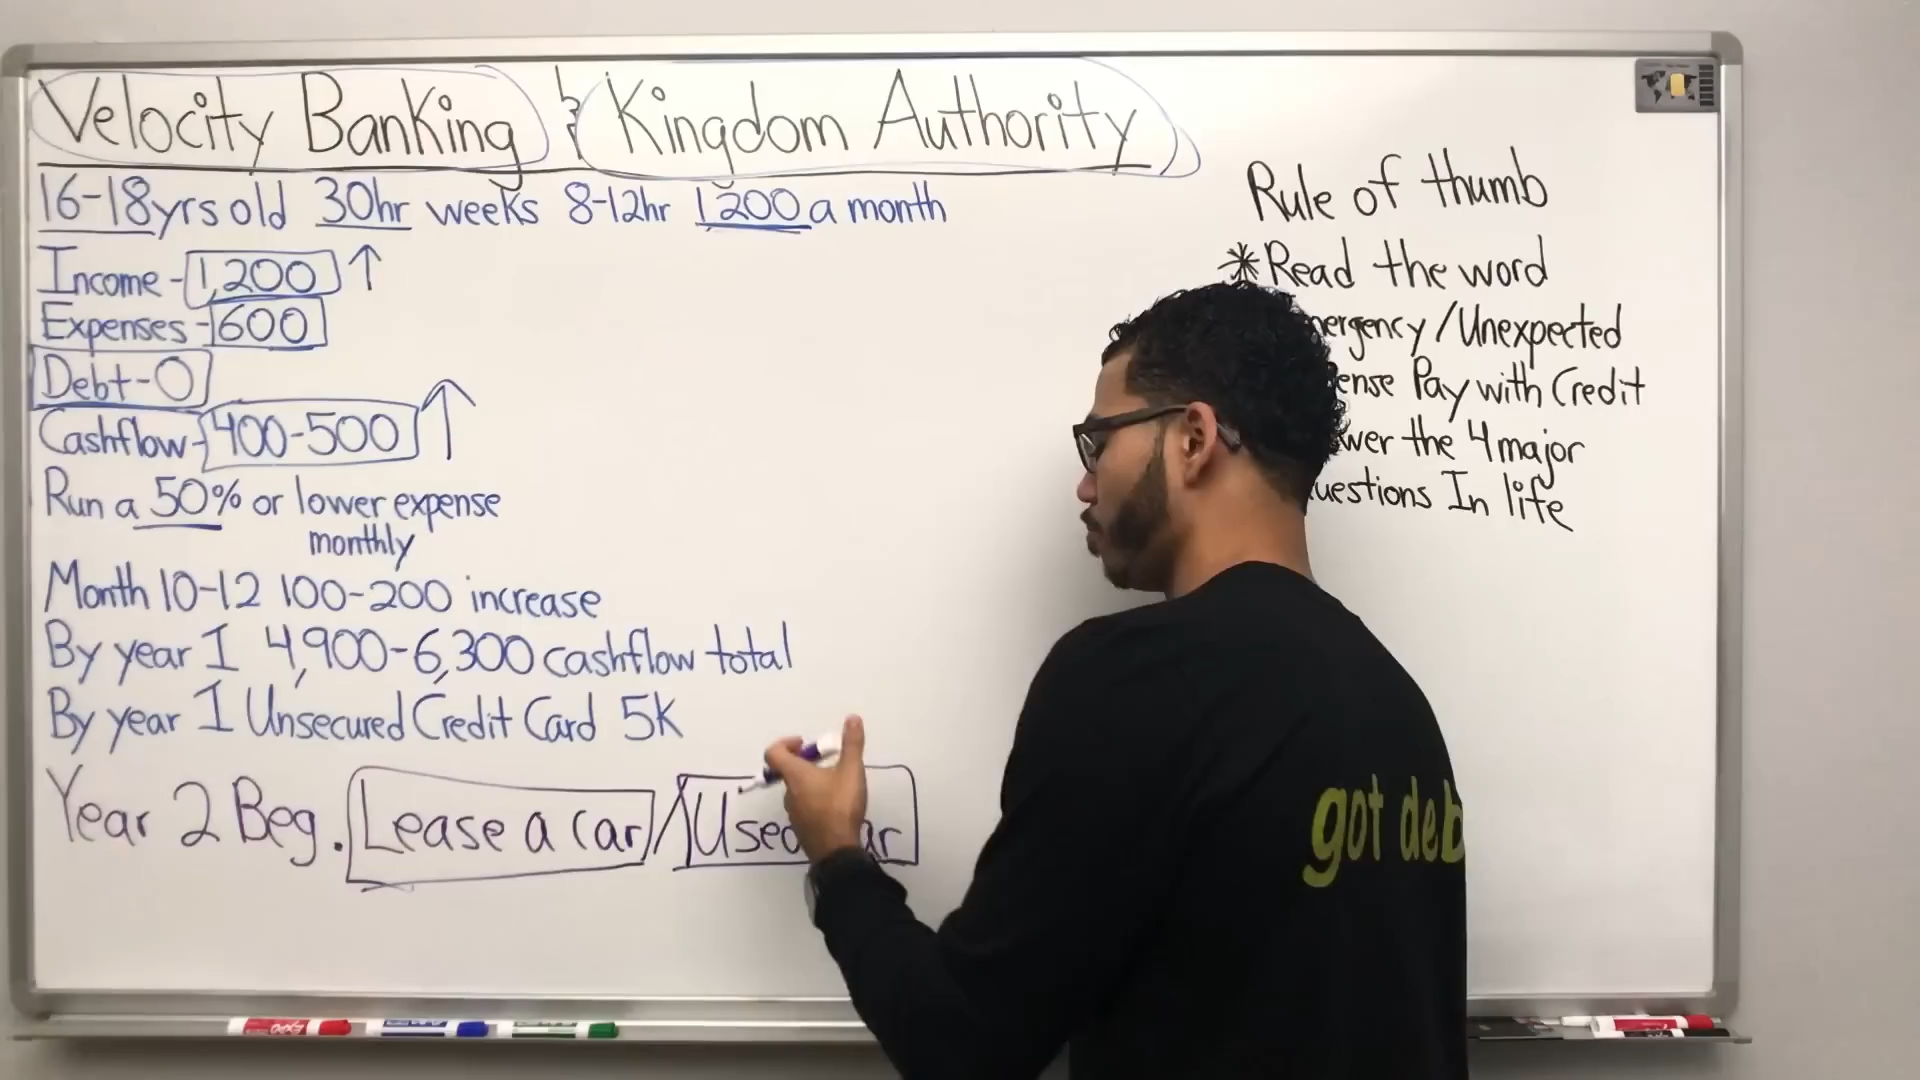 Velocity Banking & Kingdom Authority
16-18yrs old 30hr weeks 8-12hr 1,200 a month
Income - 1,200 ↑
Expenses - 600
Debt - 0
Cashflow - 400-500 ↑
Run a 50% or lower expense
monthly
Month 10-12 100-200 increase
By year 1 4,900-6,300 cashflow total
By year 1 Unsecured Credit Card 5K
Year 2 Beg. Lease a car / Used
Rule of thumb
* Read the word
/Unexpected
Pay with Credit
the 4 major
In life
got
EXPO